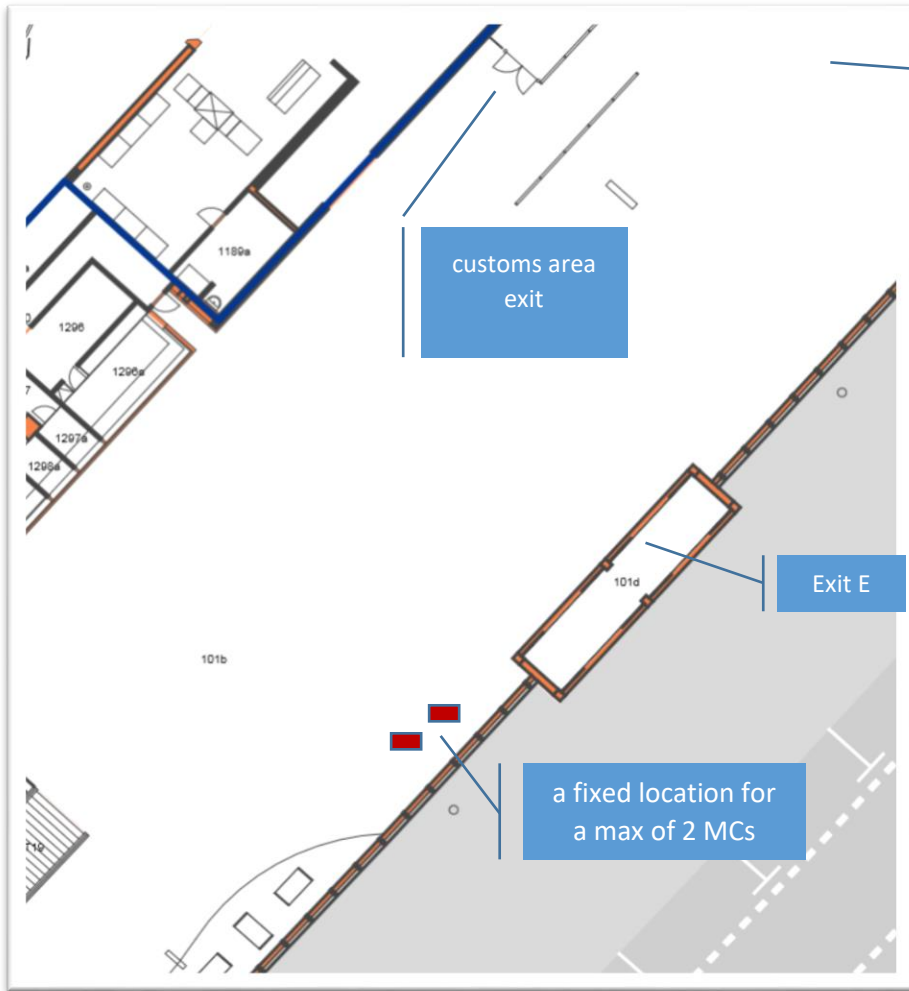 1189a
customs area
exit
1296
1296a
1297a
1298a
101d
Exit E
101b
a fixed location for
a max of 2 MCs